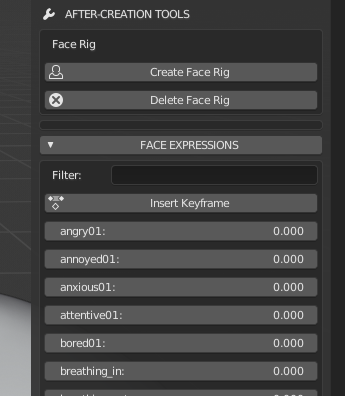 AFTER-CREATION TOOLS
Face Rig
Create Face Rig
Delete Face Rig
FACE EXPRESSIONS
Filter:
Insert Keyframe
angry01: 0.000
annoyed01: 0.000
anxious01: 0.000
attentive01: 0.000
bored01: 0.000
breathing_in: 0.000